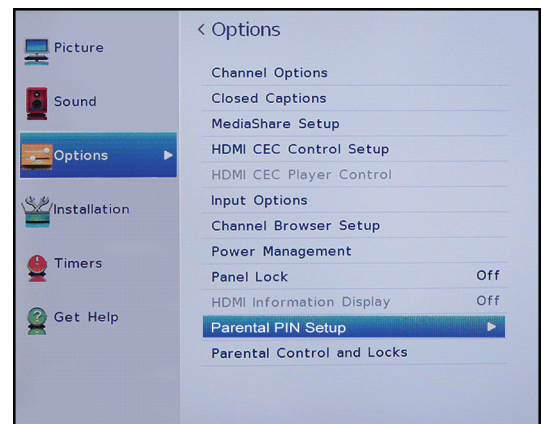 Picture
Sound
Options
Installation
Timers
Get Help
< Options
Channel Options
Closed Captions
MediaShare Setup
HDMI CEC Control Setup
HDMI CEC Player Control
Input Options
Channel Browser Setup
Power Management
Panel Lock Off
HDMI Information Display Off
Parental PIN Setup
Parental Control and Locks